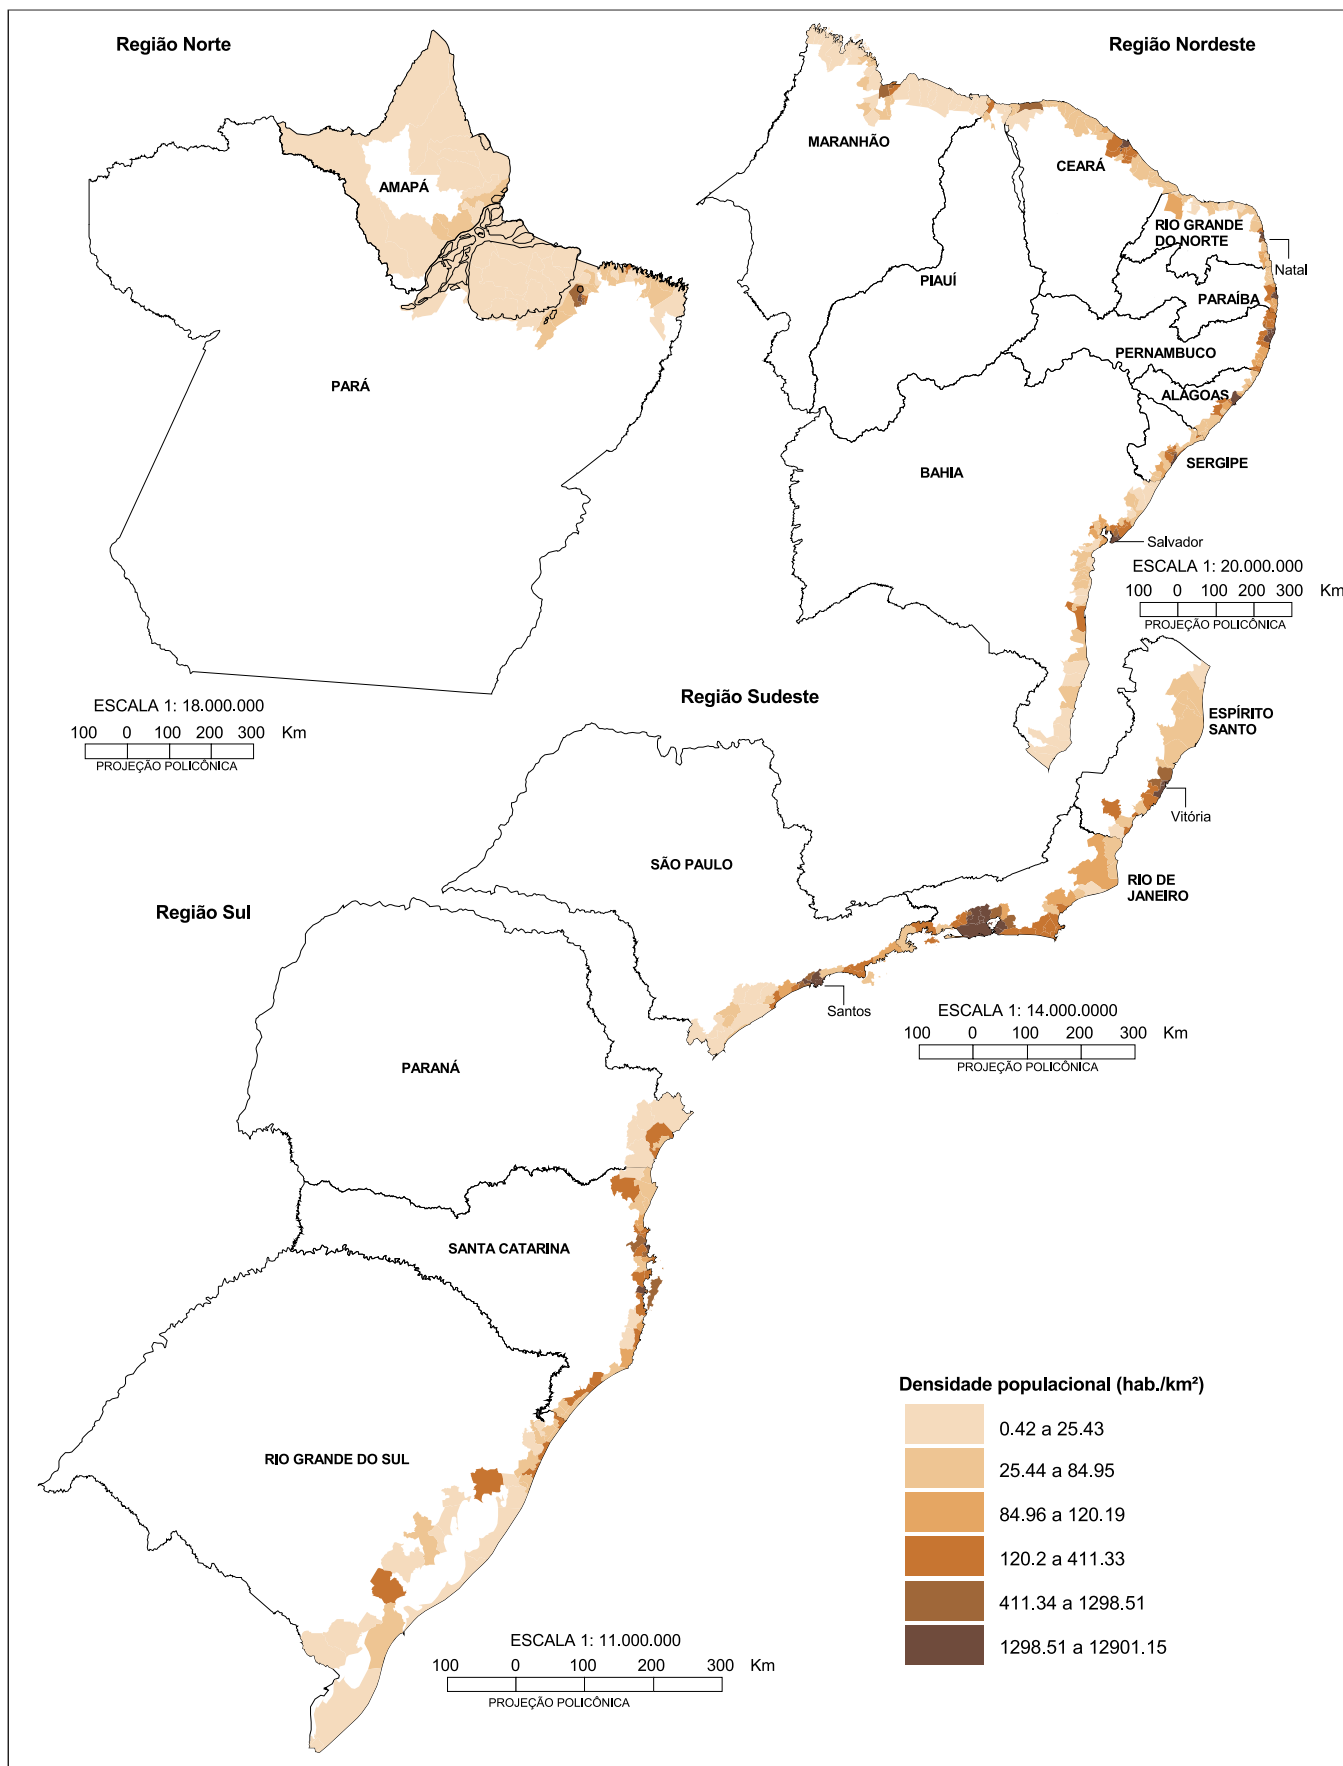 Região Norte
Região Nordeste
MARANHÃO
CEARÁ
AMAPÁ
RIO GRANDE
DO NORTE
Natal
PIAUÍ
PARAÍBA
PERNAMBUCO
PARÁ
ALAGOAS
BAHIA
SERGIPE
Salvador
ESCALA 1: 20.000.000
100 0 100 200 300 Km
PROJEÇÃO POLICÔNICA
Região Sudeste
ESCALA 1: 18.000.000
100 0 100 200 300 Km
PROJEÇÃO POLICÔNICA
ESPÍRITO
SANTO
Vitória
SÃO PAULO
RIO DE
JANEIRO
Região Sul
Santos
ESCALA 1: 14.000.0000
100 0 100 200 300 Km
PROJEÇÃO POLICÔNICA
PARANÁ
SANTA CATARINA
Densidade populacional (hab./km²)
0.42 a 25.43
25.44 a 84.95
84.96 a 120.19
120.2 a 411.33
411.34 a 1298.51
1298.51 a 12901.15
RIO GRANDE DO SUL
ESCALA 1: 11.000.000
100 0 100 200 300 Km
PROJEÇÃO POLICÔNICA